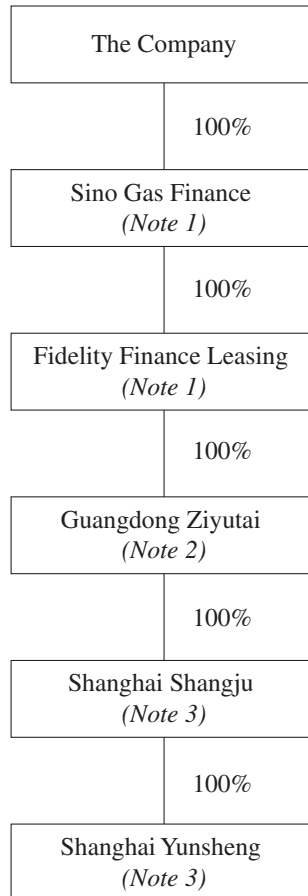 The Company
100%
Sino Gas Finance
(Note 1)
100%
Fidelity Finance Leasing
(Note 1)
100%
Guangdong Ziyutai
(Note 2)
100%
Shanghai Shangju
(Note 3)
100%
Shanghai Yunsheng
(Note 3)